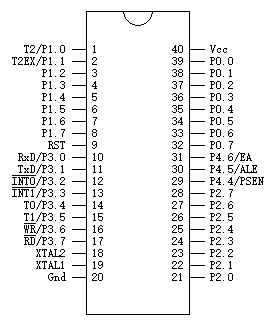 T2/P1.0 1 40 Vcc
T2EX/P1.1 2 39 P0.0
P1.2 3 38 P0.1
P1.3 4 37 P0.2
P1.4 5 36 P0.3
P1.5 6 35 P0.4
P1.6 7 34 P0.5
P1.7 8 33 P0.6
RST 9 32 P0.7
RxD/P3.0 10 31 P4.6/EA
TxD/P3.1 11 30 P4.5/ALE
INT0/P3.2 12 29 P4.4/PSEN
INT1/P3.3 13 28 P2.7
T0/P3.4 14 27 P2.6
T1/P3.5 15 26 P2.5
WR/P3.6 16 25 P2.4
RD/P3.7 17 24 P2.3
XTAL2 18 23 P2.2
XTAL1 19 22 P2.1
Gnd 20 21 P2.0